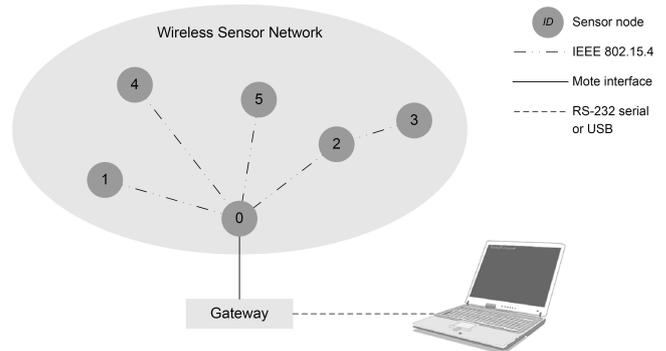 Wireless Sensor Network
4
5
3
2
1
0
Gateway
ID Sensor node
IEEE 802.15.4
Mote interface
RS-232 serial
or USB